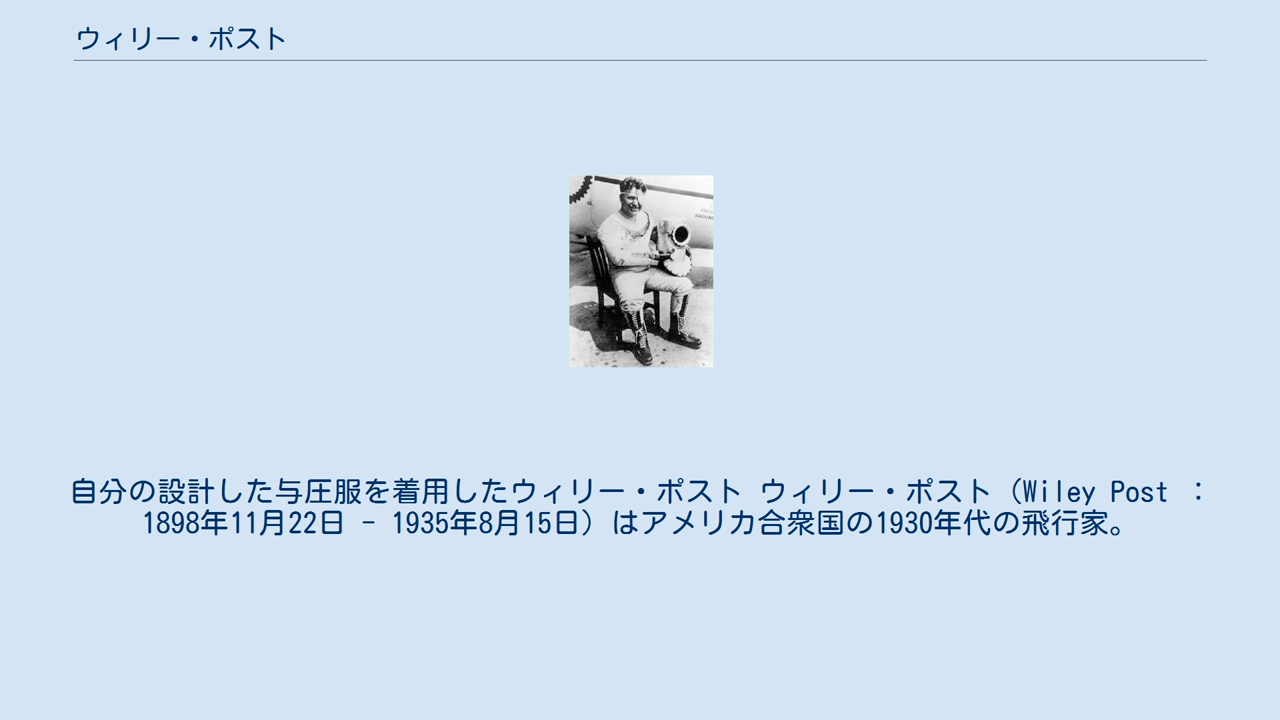 ウィリー・ポスト
自分の設計した与圧服を着用したウィリー・ポスト ウィリー・ポスト（Wiley Post ：
1898年11月22日 - 1935年8月15日）はアメリカ合衆国の1930年代の飛行家。